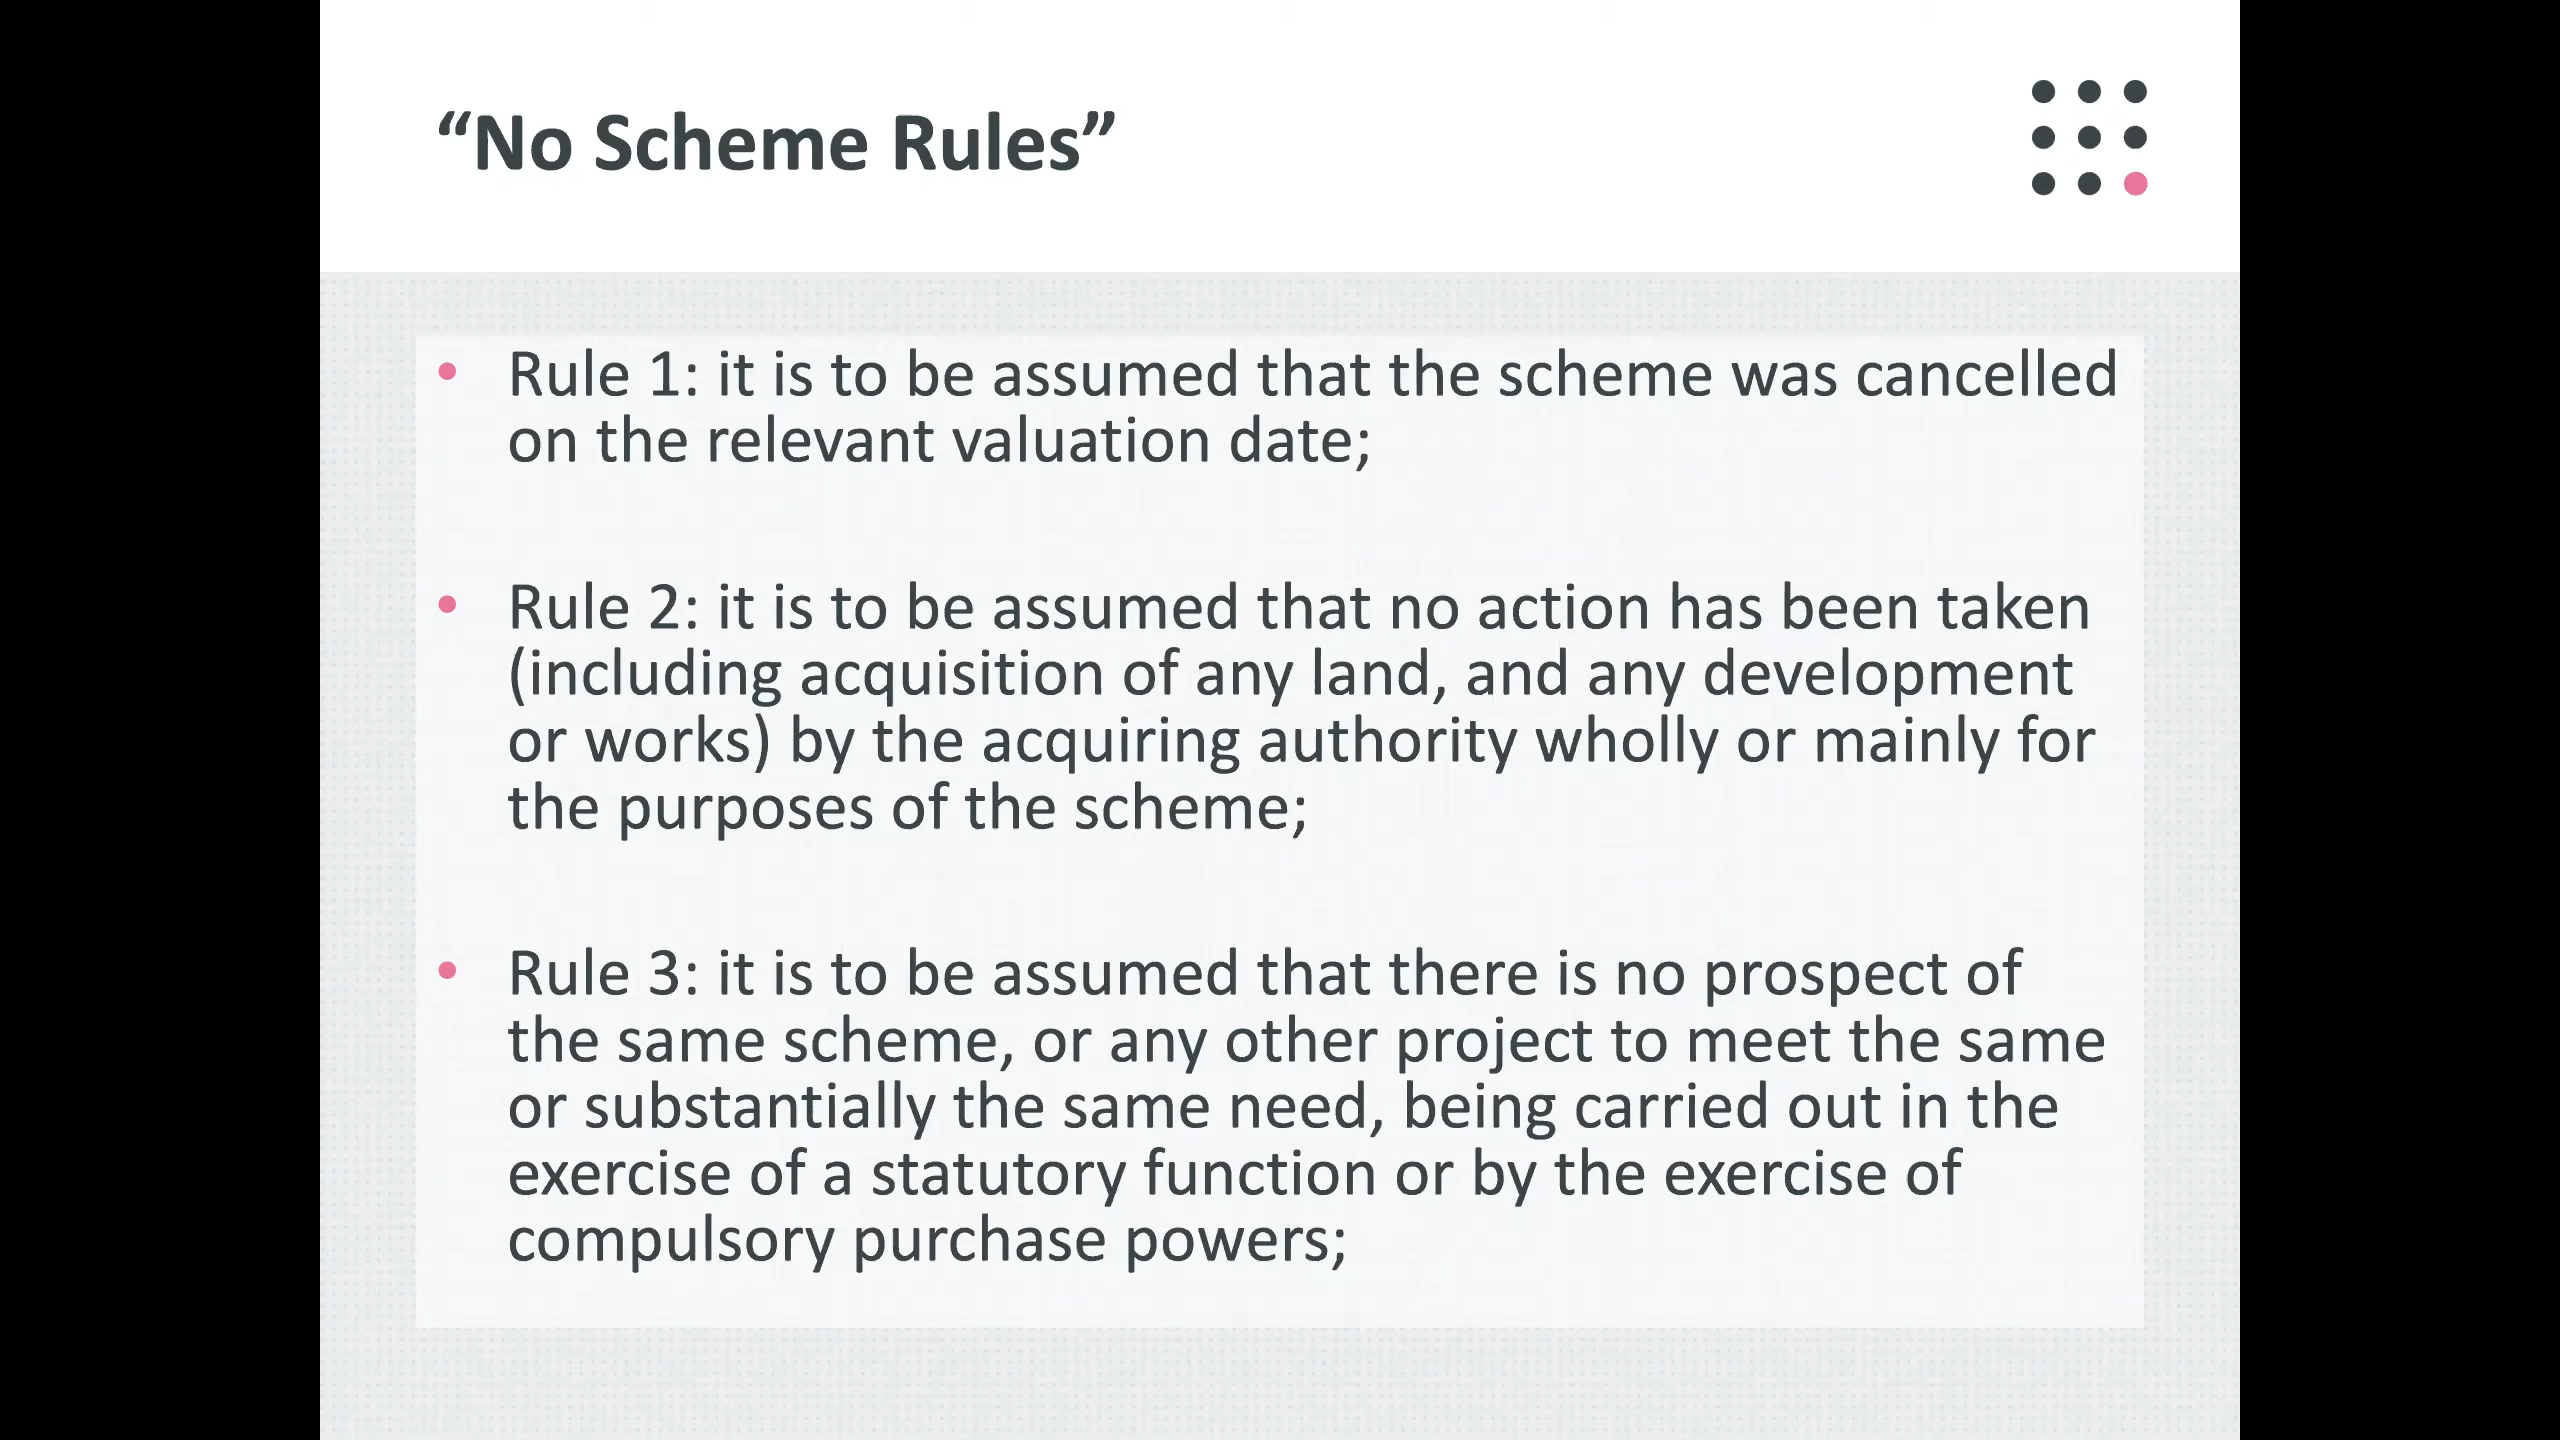 “No Scheme Rules”
• Rule 1: it is to be assumed that the scheme was cancelled
on the relevant valuation date;
• Rule 2: it is to be assumed that no action has been taken
(including acquisition of any land, and any development
or works) by the acquiring authority wholly or mainly for
the purposes of the scheme;
• Rule 3: it is to be assumed that there is no prospect of
the same scheme, or any other project to meet the same
or substantially the same need, being carried out in the
exercise of a statutory function or by the exercise of
compulsory purchase powers;